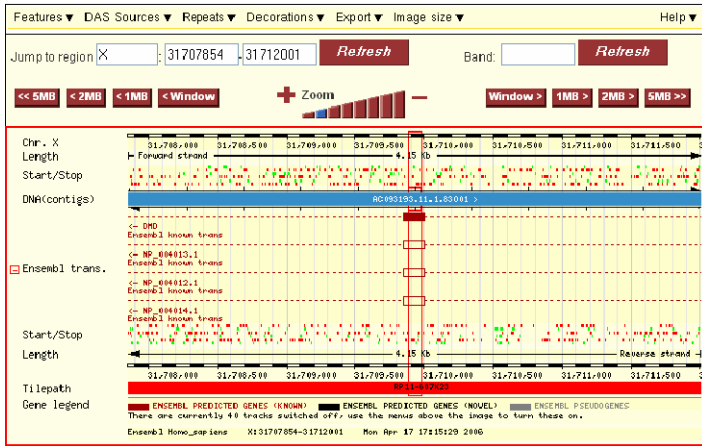 Features ▾ DAS Sources ▾ Repeats ▾ Decorations ▾ Export ▾ Image size ▾ Help ▾
Jump to region X : 31707854 - 31712001 Refresh Band: Refresh
<< 5MB < 2MB < 1MB < Window + Zoom − Window > 1MB > 2MB > 5MB >>
Chr. X 31,708,000 31,708,500 31,709,000 31,709,500 31,710,000 31,710,500 31,711,000 31,711,500
Length Forward strand 4.15 Kb
Start/Stop
DNA(contigs) AC093193.11.1.83001 >
<- DMD
Ensembl known trans
<- NP_004013.1
Ensembl known trans
Ensembl trans.
<- NP_004012.1
Ensembl known trans
<- NP_004014.1
Ensembl known trans
Start/Stop
Length 4.15 Kb Reverse strand
31,708,000 31,708,500 31,709,000 31,709,500 31,710,000 31,710,500 31,711,000 31,711,500
Tilepath RP11-607K23
Gene legend ENSEMBL PREDICTED GENES (KNOWN) ENSEMBL PREDICTED GENES (NOVEL) ENSEMBL PSEUDOGENES
There are currently 40 tracks switched off, use the menus above the image to turn these on.
Ensembl Homo_sapiens X:31707854-31712001 Mon Apr 17 17:15:29 2006